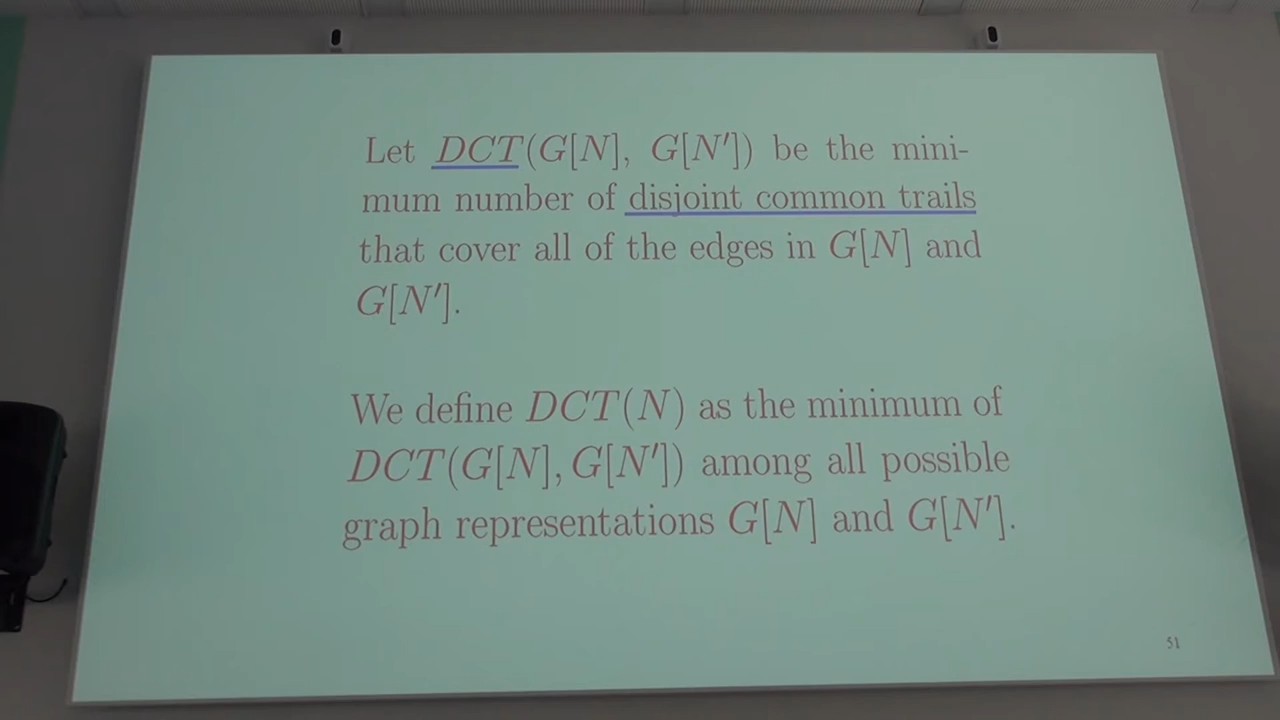 Let DCT(G[N], G[N']) be the mini-
mum number of disjoint common trails
that cover all of the edges in G[N] and
G[N'].
We define DCT(N) as the minimum of
DCT(G[N], G[N']) among all possible
graph representations G[N] and G[N'].
51